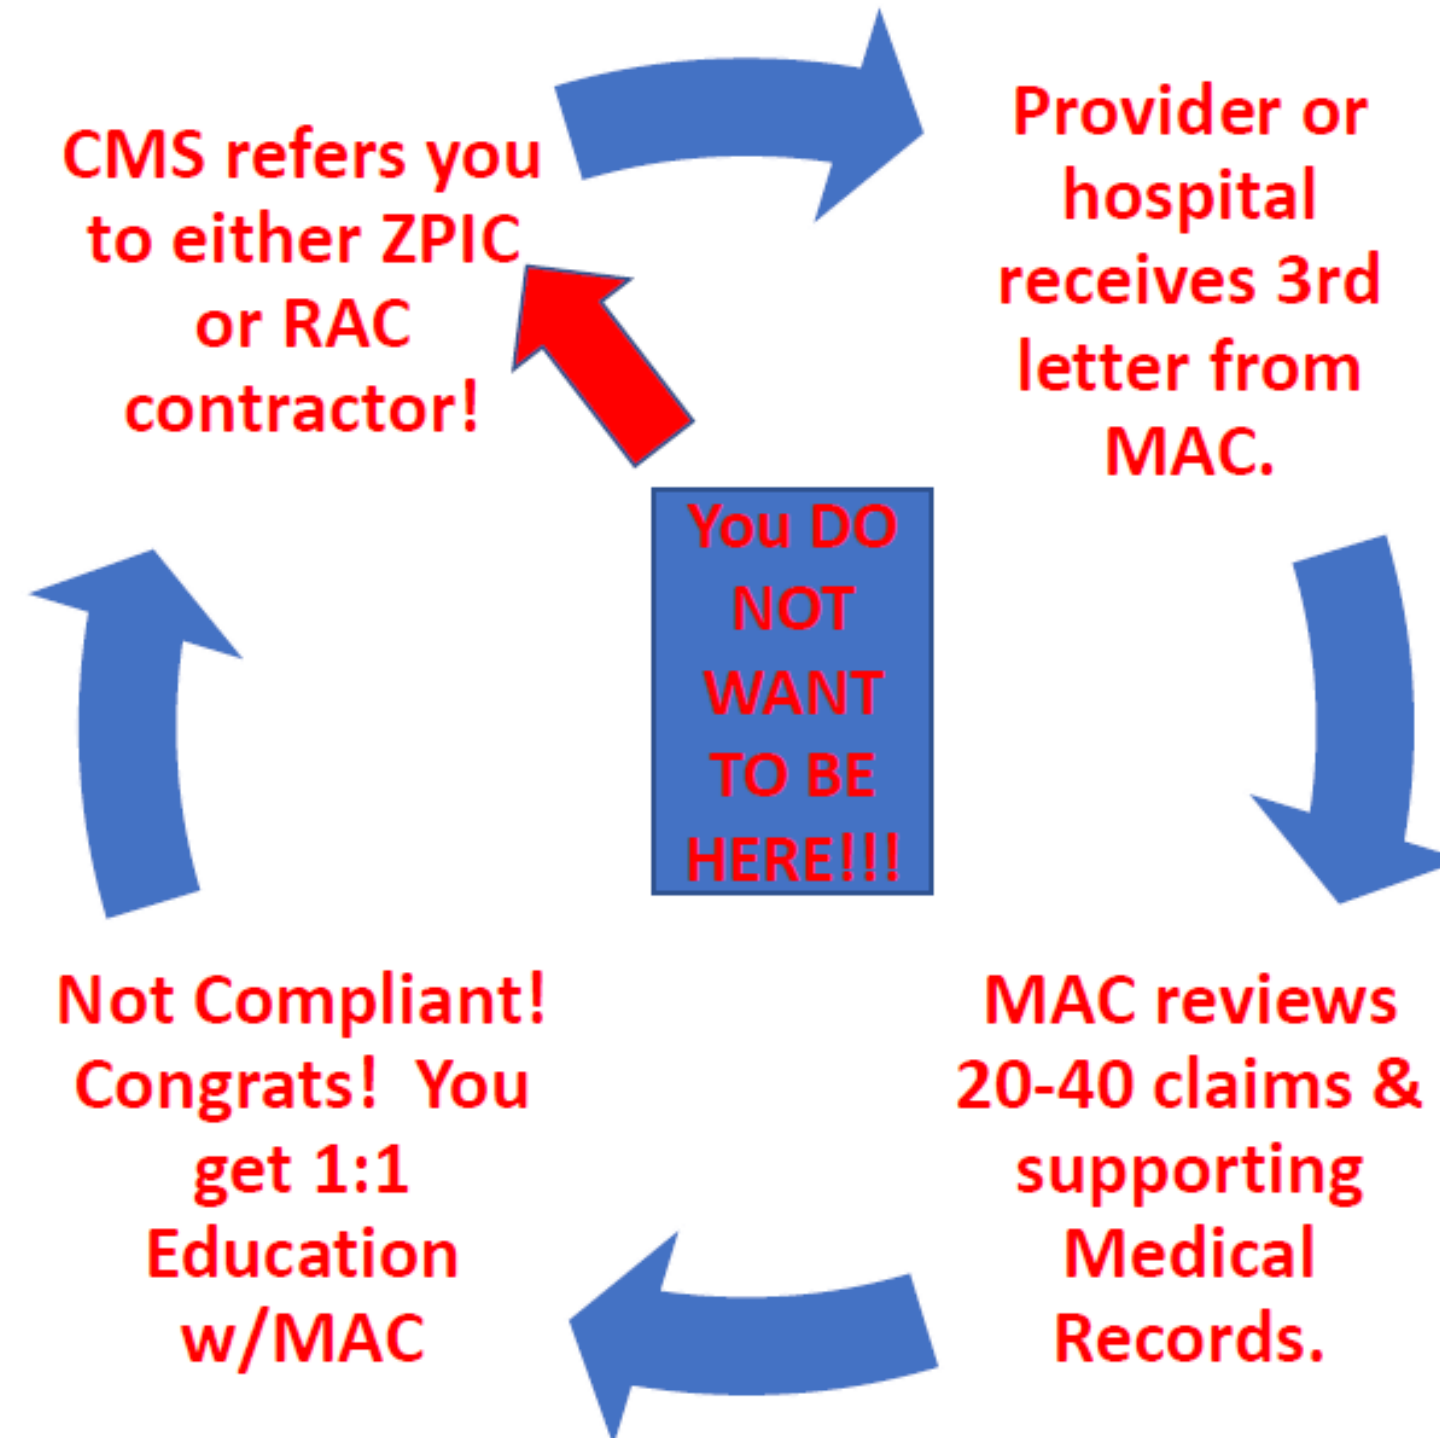 CMS refers you
to either ZPIC
or RAC
contractor!
Provider or
hospital
receives 3rd
letter from
MAC.
You DO
NOT
WANT
TO BE
HERE!!!
Not Compliant!
Congrats!  You
get 1:1
Education
w/MAC
MAC reviews
20-40 claims &
supporting
Medical
Records.